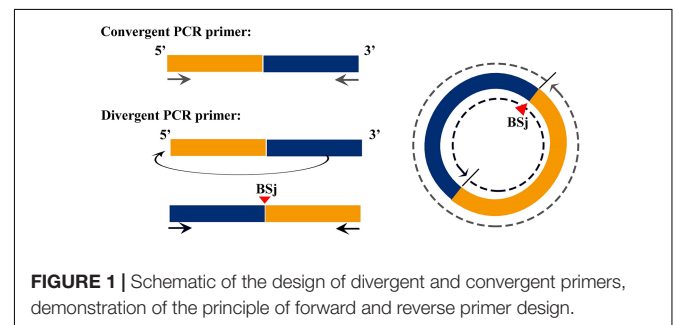 Convergent PCR primer:
5’ 3’
Divergent PCR primer:
5’ 3’
BSj
BSj
FIGURE 1 | Schematic of the design of divergent and convergent primers,
demonstration of the principle of forward and reverse primer design.